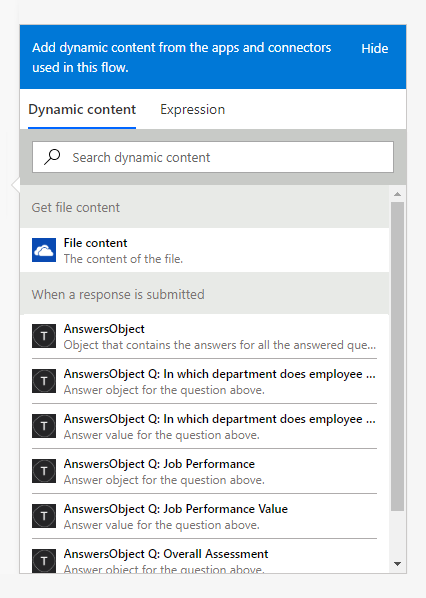 Add dynamic content from the apps and connectors
Hide
used in this flow.
Dynamic content
Expression
Search dynamic content
Get file content
File content
The content of the file.
When a response is submitted
T
AnswersObject
Object that contains the answers for all the answered que...
T
AnswersObject Q: In which department does employee ...
Answer object for the question above.
T
AnswersObject Q: In which department does employee ...
Answer value for the question above.
T
AnswersObject Q: Job Performance
Answer object for the question above.
T
AnswersObject Q: Job Performance Value
Answer value for the question above.
T
AnswersObject Q: Overall Assessment
Answer object for the question above.